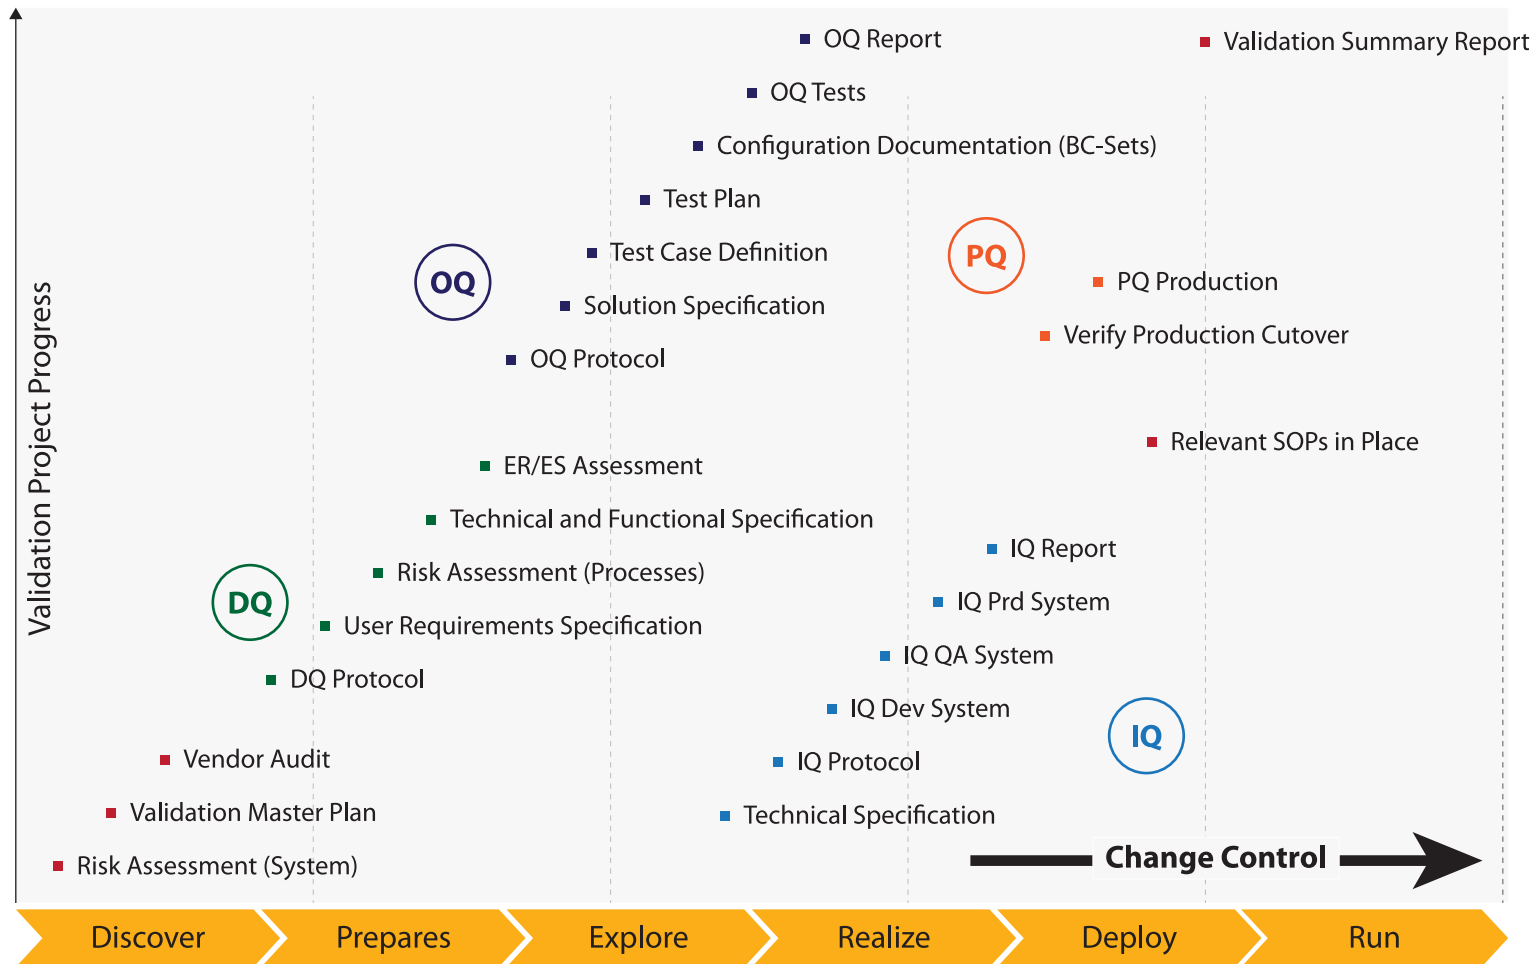 OQ Report
Validation Summary Report
OQ Tests
Configuration Documentation (BC-Sets)
Test Plan
Test Case Definition
OQ
PQ
PQ Production
Solution Specification
Verify Production Cutover
OQ Protocol
Validation Project Progress
Relevant SOPs in Place
ER/ES Assessment
Technical and Functional Specification
IQ Report
Risk Assessment (Processes)
DQ
IQ Prd System
User Requirements Specification
IQ QA System
DQ Protocol
IQ Dev System
IQ
Vendor Audit
IQ Protocol
Validation Master Plan
Technical Specification
Change Control
Risk Assessment (System)
Discover
Prepares
Explore
Realize
Deploy
Run